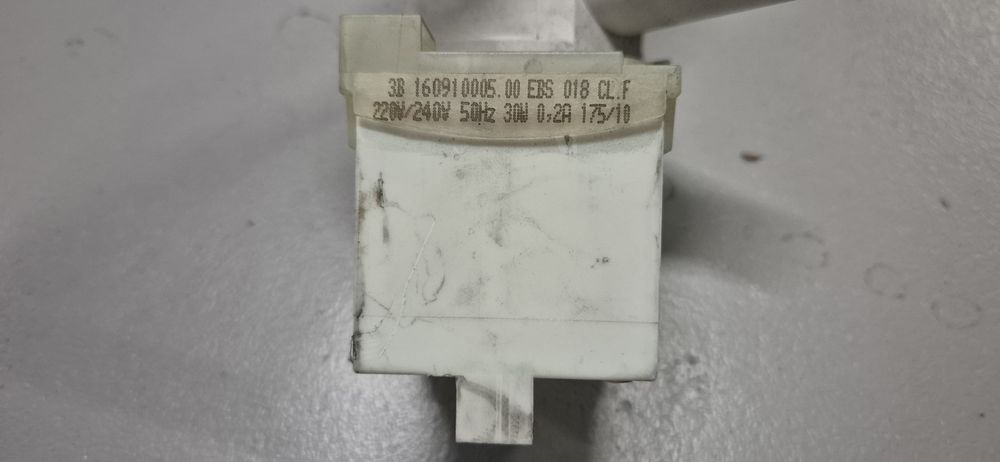 3B 160910005.00 EBS 018 CL.F
220V/240V 50Hz 30W 0,2A 175/10